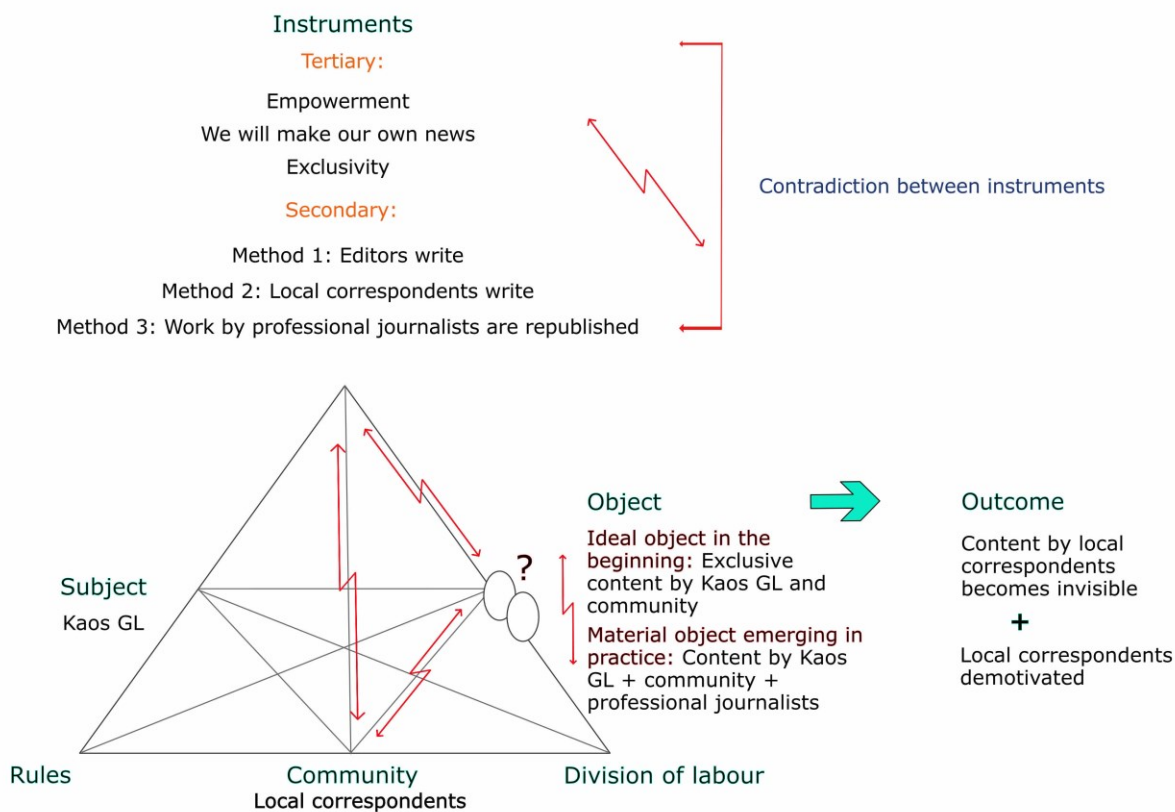 Instruments
Tertiary:
Empowerment
We will make our own news
Exclusivity
Secondary:
Method 1: Editors write
Method 2: Local correspondents write
Method 3: Work by professional journalists are republished
Contradiction between instruments
Subject
Kaos GL
?
Object
Ideal object in the
beginning: Exclusive
content by Kaos GL and
community
Material object emerging in
practice: Content by Kaos
GL + community +
professional journalists
Outcome
Content by local
correspondents
becomes invisible
+
Local correspondents
demotivated
Rules
Community
Local correspondents
Division of labour